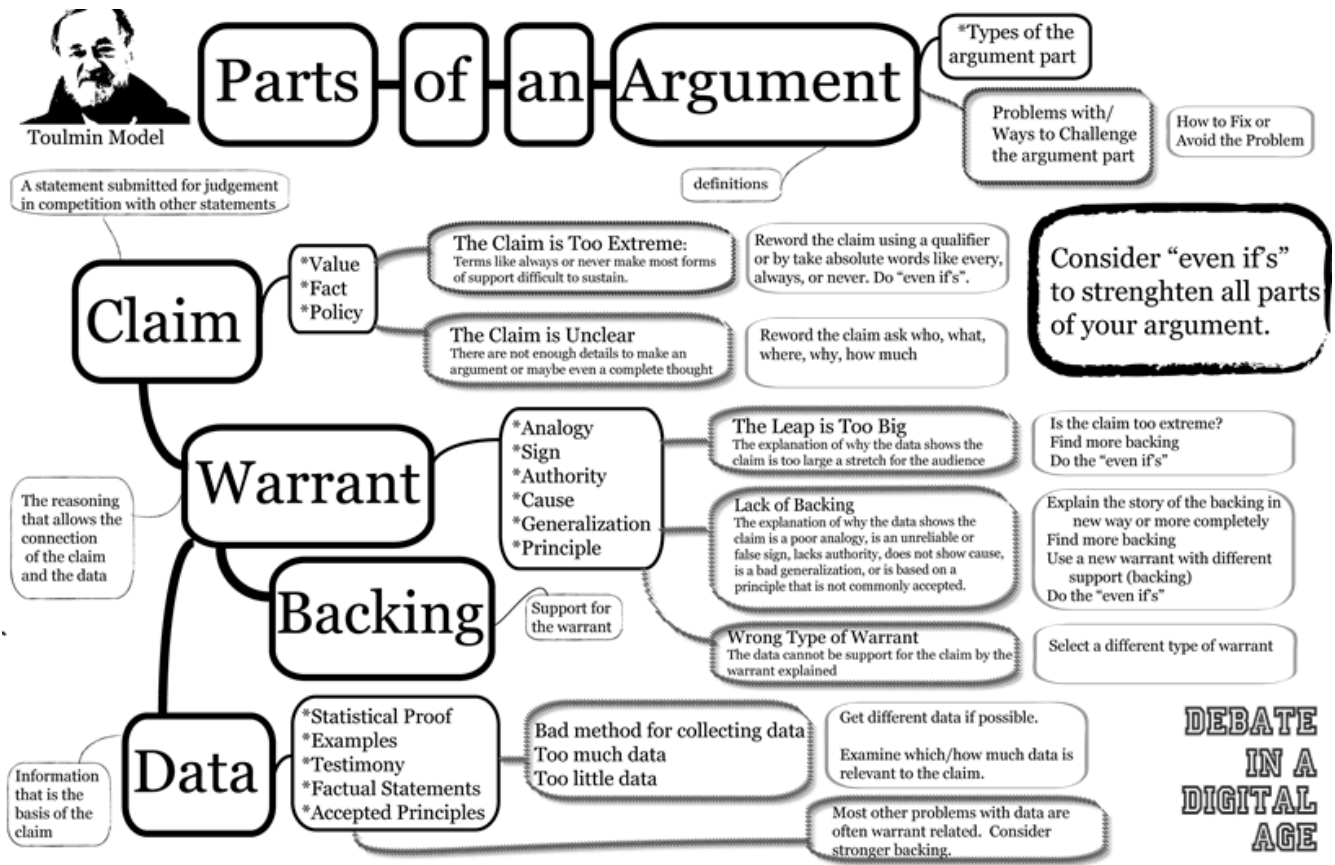 Parts of an Argument
Toulmin Model
*Types of the
argument part
Problems with/
Ways to Challenge
the argument part
How to Fix or
Avoid the Problem
definitions
A statement submitted for judgement
in competition with other statements
Claim
*Value
*Fact
*Policy
The Claim is Too Extreme:
Terms like always or never make most forms
of support difficult to sustain.
Reword the claim using a qualifier
or by take absolute words like every,
always, or never. Do “even if’s”.
The Claim is Unclear
There are not enough details to make an
argument or maybe even a complete thought
Reword the claim ask who, what,
where, why, how much
Consider “even if’s”
to strenghten all parts
of your argument.
Warrant
The reasoning
that allows the
connection
of the claim
and the data
*Analogy
*Sign
*Authority
*Cause
*Generalization
*Principle
The Leap is Too Big
The explanation of why the data shows the
claim is too large a stretch for the audience
Is the claim too extreme?
Find more backing
Do the “even if’s”
Lack of Backing
The explanation of why the data shows the
claim is a poor analogy, is an unreliable or
false sign, lacks authority, does not show cause,
is a bad generalization, or is based on a
principle that is not commonly accepted.
Explain the story of the backing in
new way or more completely
Find more backing
Use a new warrant with different
support (backing)
Do the “even if’s”
Wrong Type of Warrant
The data cannot be support for the claim by the
warrant explained
Select a different type of warrant
Backing
Support for
the warrant
Data
Information
that is the
basis of the
claim
*Statistical Proof
*Examples
*Testimony
*Factual Statements
*Accepted Principles
Bad method for collecting data
Too much data
Too little data
Get different data if possible.
Examine which/how much data is
relevant to the claim.
Most other problems with data are
often warrant related. Consider
stronger backing.
DEBATE
IN A
DIGITAL
AGE